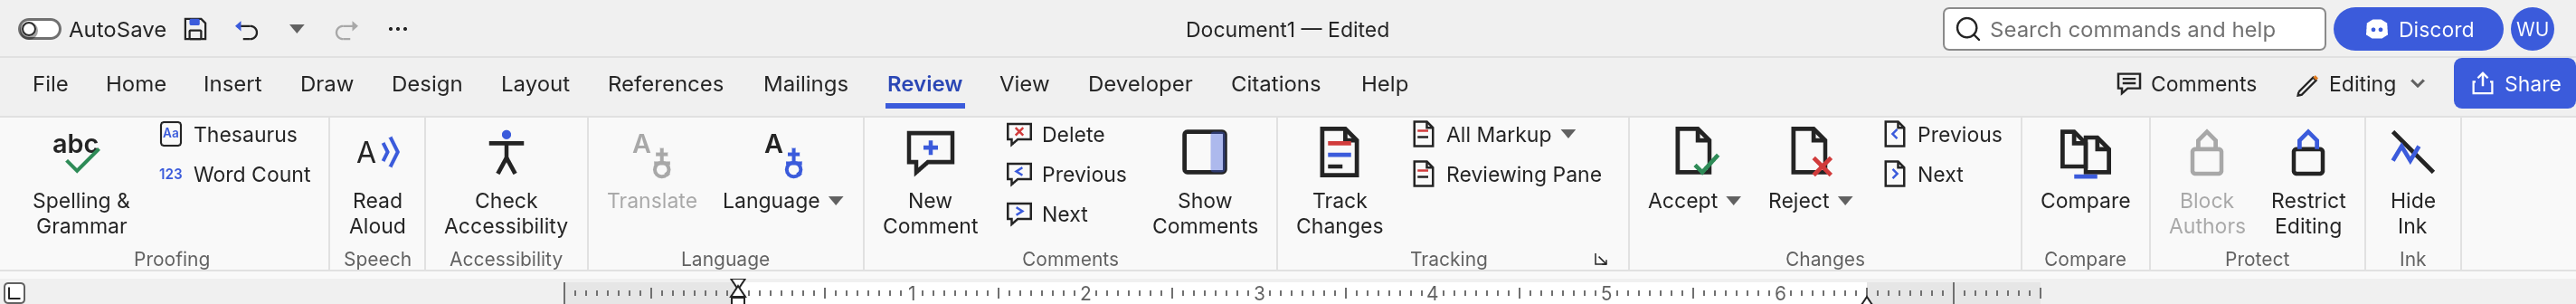 AutoSave
Document1 — Edited
Search commands and help
Discord
WU
File Home Insert Draw Design Layout References Mailings Review View Developer Citations Help
Comments
Editing
Share
abc
Spelling &
Grammar
Aa Thesaurus
123 Word Count
Proofing
A
Read
Aloud
Speech
Check
Accessibility
Accessibility
A
Translate
A
Language
Language
New
Comment
Delete
Previous
Next
Show
Comments
Comments
Track
Changes
All Markup
Reviewing Pane
Tracking
Accept
Reject
Previous
Next
Changes
Compare
Compare
Block
Authors
Restrict
Editing
Protect
Hide
Ink
Ink
1 2 3 4 5 6